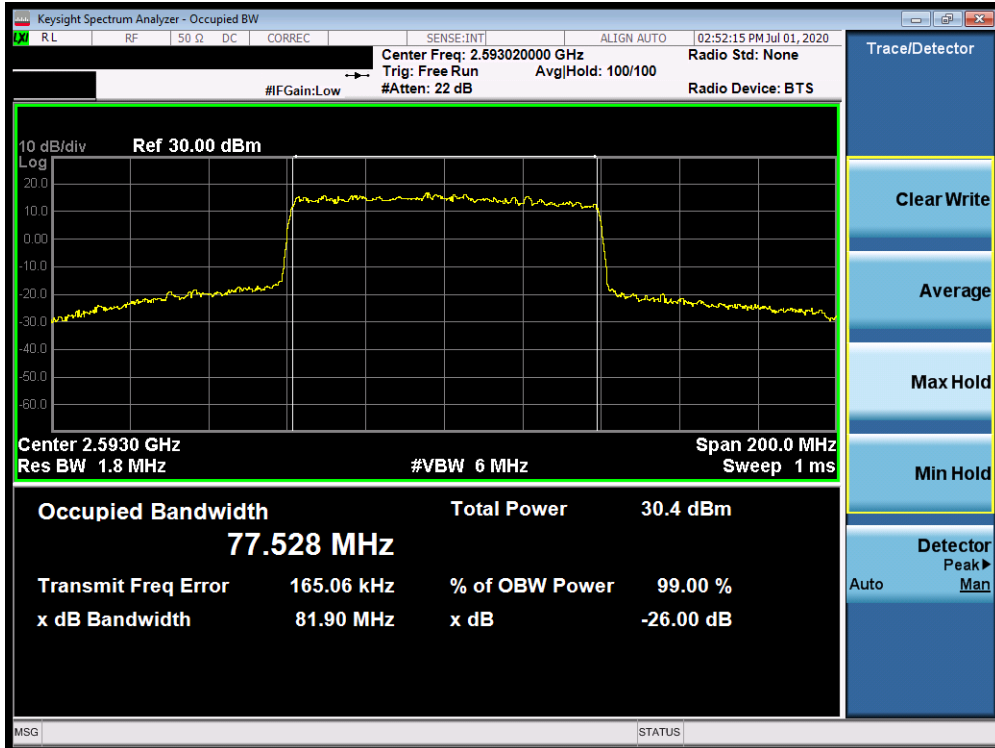 Keysight Spectrum Analyzer - Occupied BW
LXI RL RF 50 Ω DC CORREC SENSE:INT ALIGN AUTO 02:52:15 PM Jul 01, 2020
Center Freq: 2.593020000 GHz Radio Std: None
Trig: Free Run Avg|Hold: 100/100
#IFGain:Low #Atten: 22 dB Radio Device: BTS
10 dB/div Ref 30.00 dBm
Log
20.0
10.0
0.00
-10.0
-20.0
-30.0
-40.0
-50.0
-60.0
Center 2.5930 GHz Span 200.0 MHz
Res BW 1.8 MHz #VBW 6 MHz Sweep 1 ms
Occupied Bandwidth Total Power 30.4 dBm
77.528 MHz
Transmit Freq Error 165.06 kHz % of OBW Power 99.00 %
x dB Bandwidth 81.90 MHz x dB -26.00 dB
MSG STATUS
Trace/Detector
Clear Write
Average
Max Hold
Min Hold
Detector
Peak▶
Auto Man